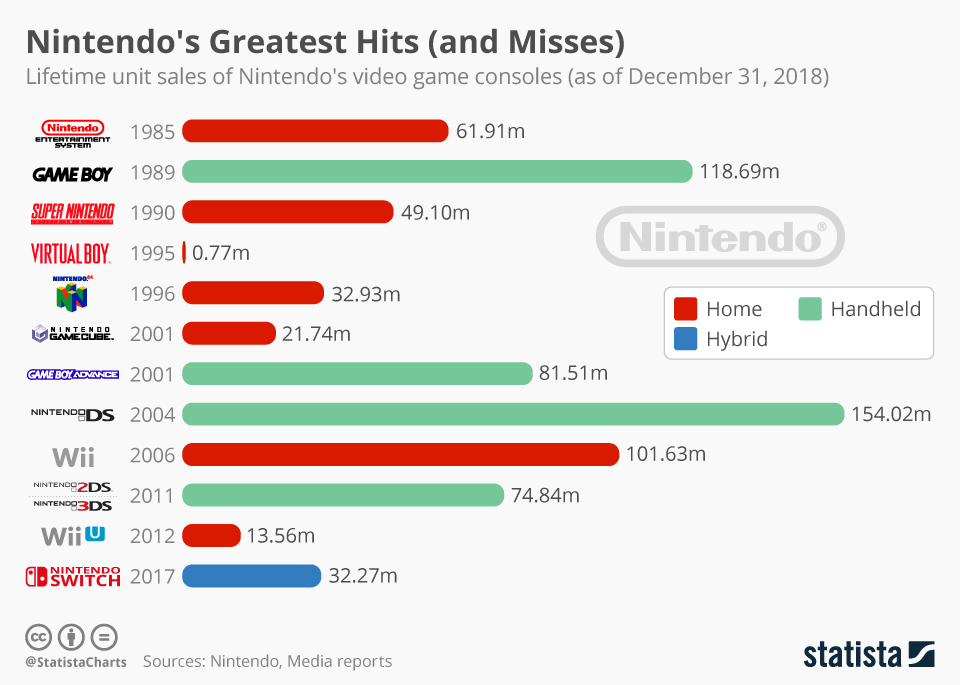 Nintendo's Greatest Hits (and Misses)
Lifetime unit sales of Nintendo's video game consoles (as of December 31, 2018)
Nintendo
ENTERTAINMENT
SYSTEM
1985 61.91m
GAME BOY 1989 118.69m
SUPER NINTENDO 1990 49.10m
Nintendo®
VIRTUAL BOY 1995 0.77m
NINTENDO64 1996 32.93m
Home Handheld
Hybrid
NINTENDO
GAMECUBE. 2001 21.74m
GAME BOY ADVANCE 2001 81.51m
NINTENDO DS 2004 154.02m
Wii 2006 101.63m
NINTENDO 2DS
NINTENDO 3DS
2011 74.84m
Wii U 2012 13.56m
NINTENDO
SWITCH 2017 32.27m
cc
@StatistaCharts Sources: Nintendo, Media reports
statista